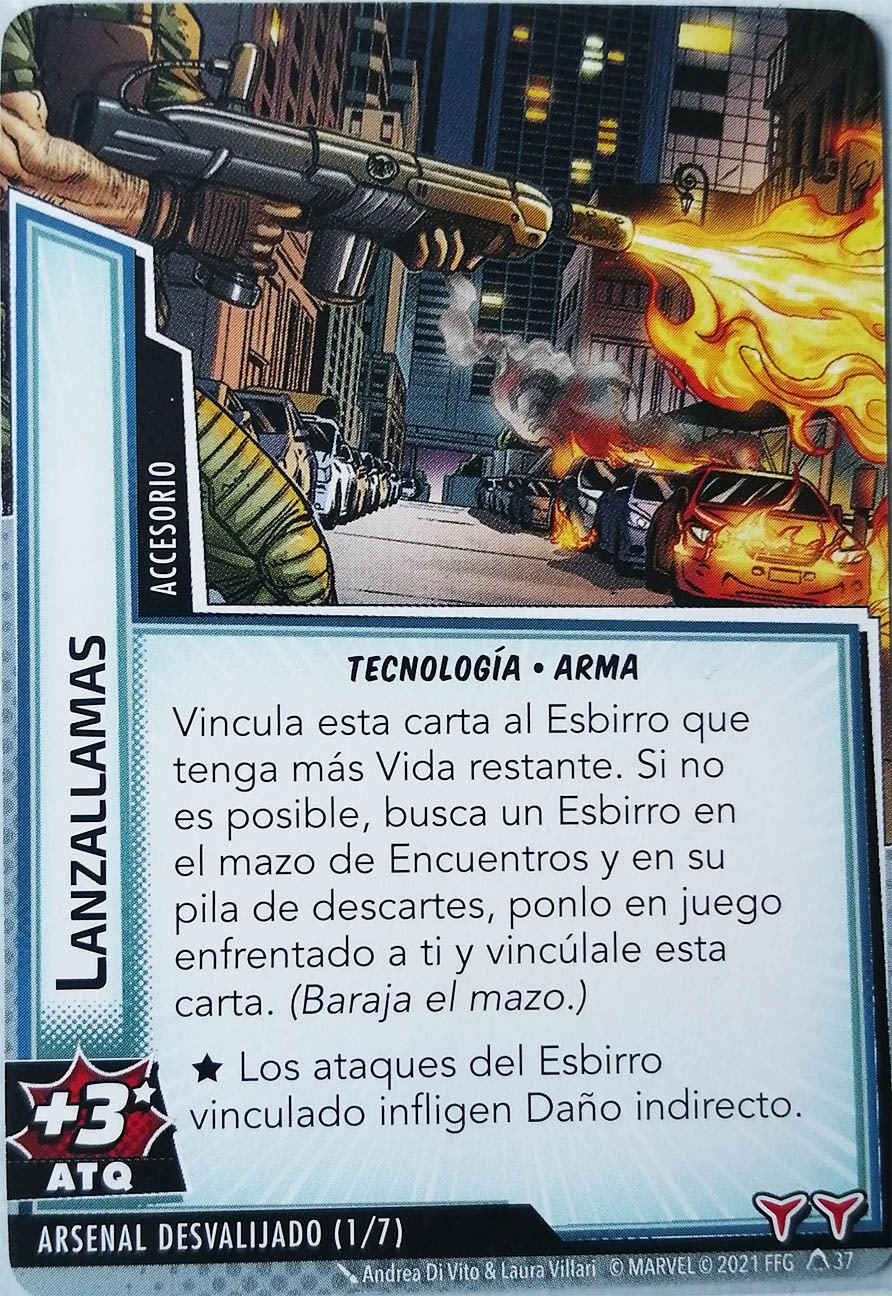 ACCESORIO
LANZALLAMAS
TECNOLOGÍA • ARMA
Vincula esta carta al Esbirro que
tenga más Vida restante. Si no
es posible, busca un Esbirro en
el mazo de Encuentros y en su
pila de descartes, ponlo en juego
enfrentado a ti y vincúlale esta
carta. (Baraja el mazo.)
★ Los ataques del Esbirro
vinculado infligen Daño indirecto.
+3★
ATQ
ARSENAL DESVALIJADO (1/7)
Andrea Di Vito & Laura Villari © MARVEL © 2021 FFG 37